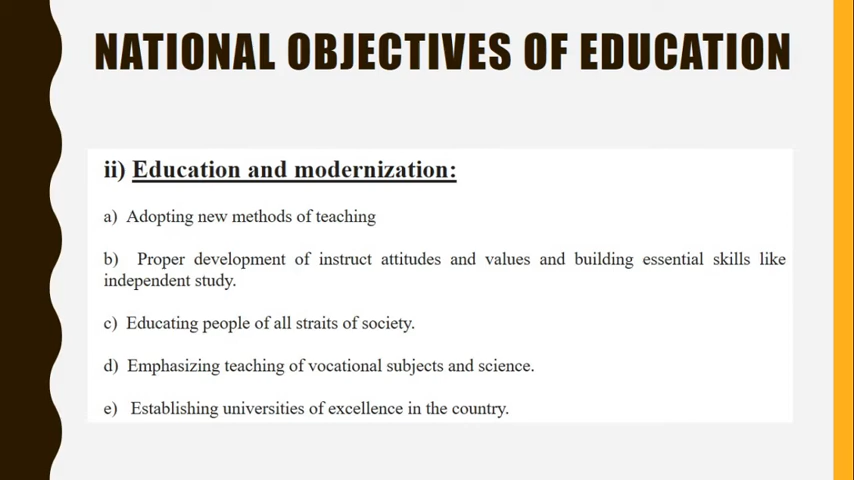 NATIONAL OBJECTIVES OF EDUCATION
ii) Education and modernization:
a) Adopting new methods of teaching
b) Proper development of instruct attitudes and values and building essential skills like
independent study.
c) Educating people of all straits of society.
d) Emphasizing teaching of vocational subjects and science.
e) Establishing universities of excellence in the country.